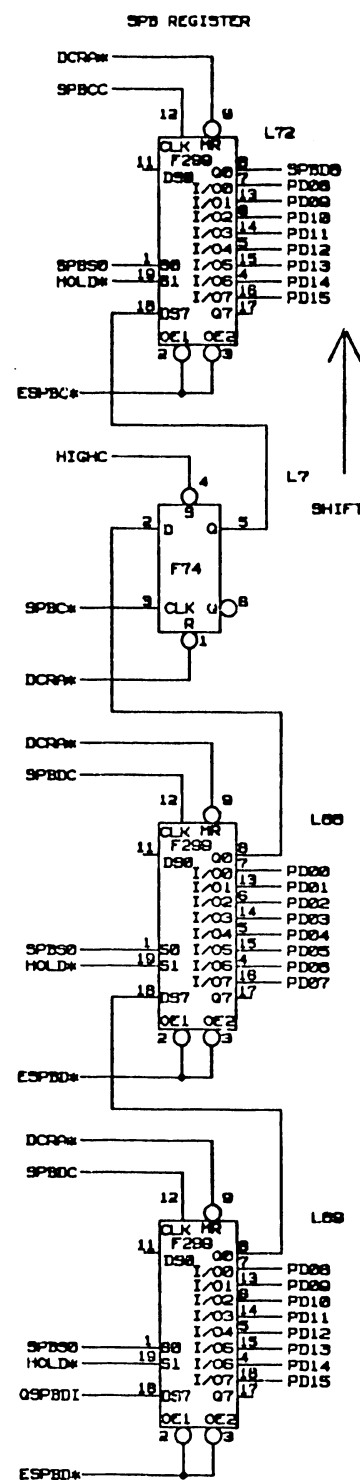 SPB REGISTER
DCRA*
SPBCC
12 9
L72
CLK MR
11 F299
DS0 Q0 8 SPBD8
I/O0 7 PD08
I/O1 13 PD09
I/O2 6 PD10
I/O3 14 PD11
I/O4 5 PD12
SPBS0 1 S0 I/O5 15 PD13
HOLD* 19 S1 I/O6 4 PD14
I/O7 16 PD15
18 DS7 Q7 17
OE1 OE2
2 3
ESPBC*
HIGHC
4
L7
SHIFT
S
2 D Q 5
F74
SPBC* 3 CLK Q 6
R
1
DCRA*
DCRA*
SPBDC
12 9
CLK MR
11 F299
DS0 Q0 8
I/O0 7 PD00
I/O1 13 PD01
I/O2 6 PD02
I/O3 14 PD03
I/O4 5 PD04
SPBS0 1 S0 I/O5 15 PD05
HOLD* 19 S1 I/O6 4 PD06
I/O7 16 PD07
18 DS7 Q7 17
OE1 OE2
2 3
ESPBD*
DCRA*
SPBDC
12 9
CLK MR
11 F299
DS0 Q0 8
I/O0 7 PD08
I/O1 13 PD09
I/O2 6 PD10
I/O3 14 PD11
I/O4 5 PD12
SPBS0 1 S0 I/O5 15 PD13
HOLD* 19 S1 I/O6 4 PD14
I/O7 16 PD15
QSPBDI 18 DS7 Q7 17
OE1 OE2
2 3
ESPBD*